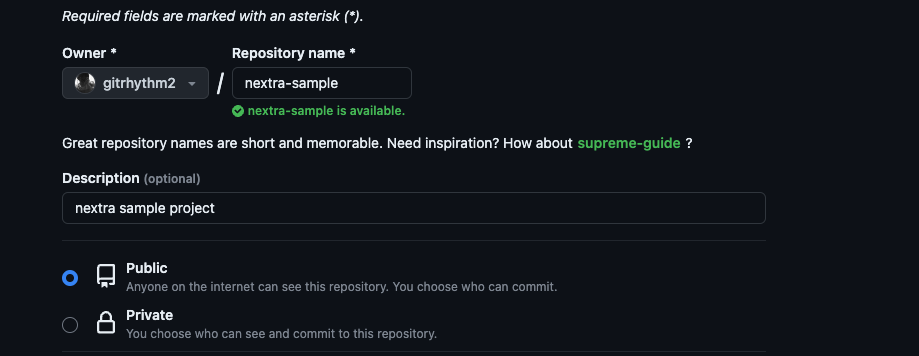 Required fields are marked with an asterisk (*).
Owner * Repository name *
gitrhythm2 / nextra-sample
nextra-sample is available.
Great repository names are short and memorable. Need inspiration? How about supreme-guide ?
Description (optional)
nextra sample project
Public
Anyone on the internet can see this repository. You choose who can commit.
Private
You choose who can see and commit to this repository.